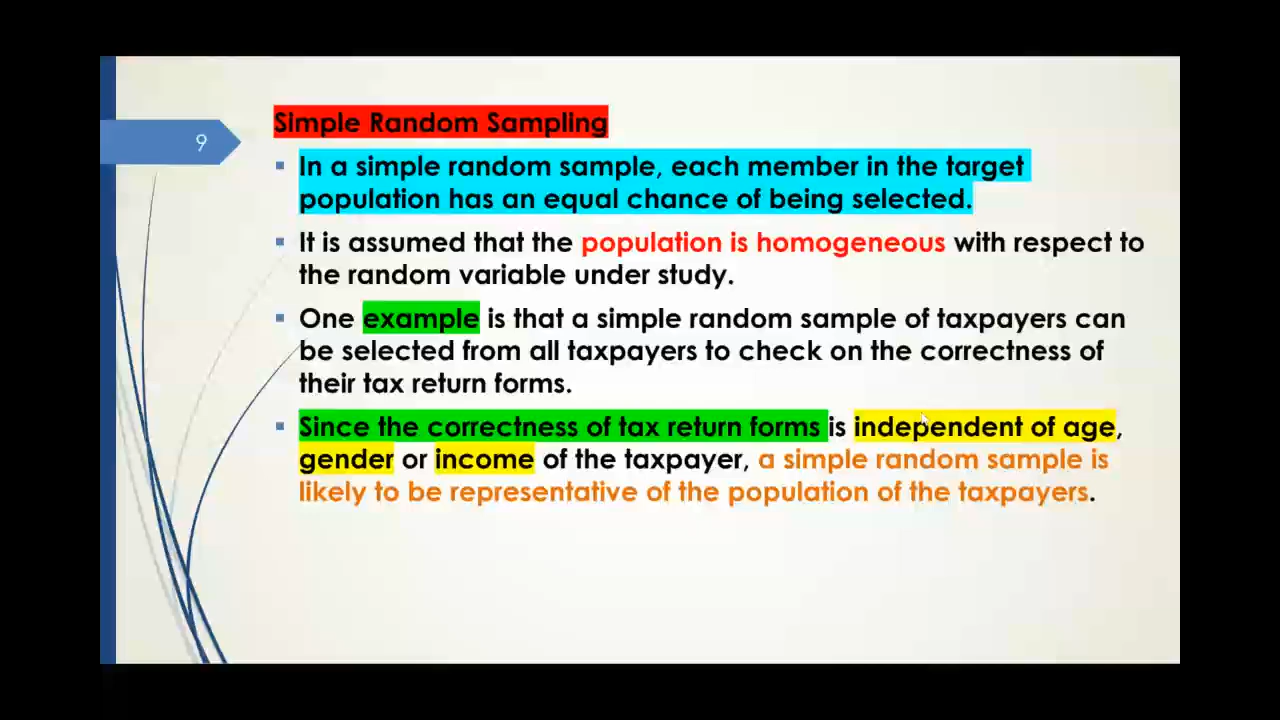 9
Simple Random Sampling
▪ In a simple random sample, each member in the target
population has an equal chance of being selected.
▪ It is assumed that the population is homogeneous with respect to
the random variable under study.
▪ One example is that a simple random sample of taxpayers can
be selected from all taxpayers to check on the correctness of
their tax return forms.
▪ Since the correctness of tax return forms is independent of age,
gender or income of the taxpayer, a simple random sample is
likely to be representative of the population of the taxpayers.